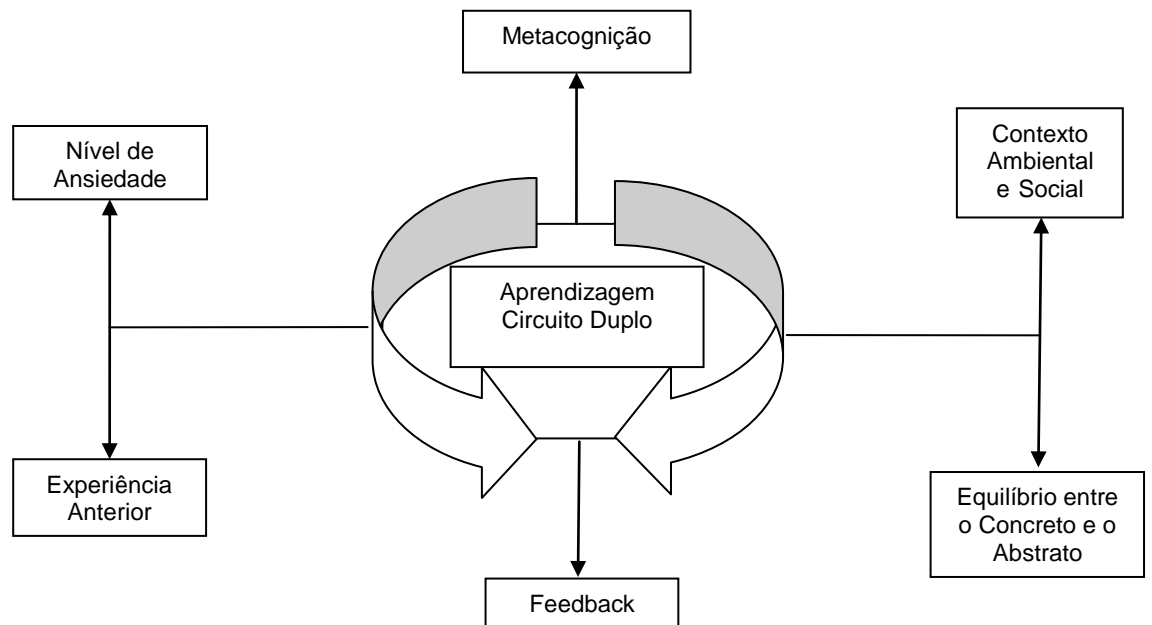 Metacognição
Nível de
Ansiedade
Contexto
Ambiental
e Social
Aprendizagem
Circuito Duplo
Experiência
Anterior
Equilíbrio entre
o Concreto e o
Abstrato
Feedback